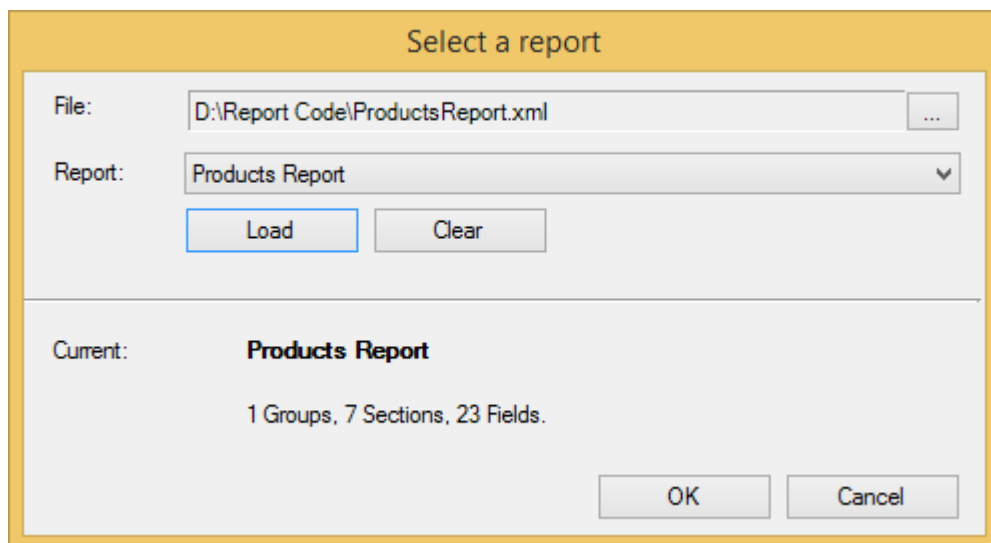 Select a report
File: D:\Report Code\ProductsReport.xml ...
Report: Products Report
Load Clear
Current: Products Report
1 Groups, 7 Sections, 23 Fields.
OK Cancel